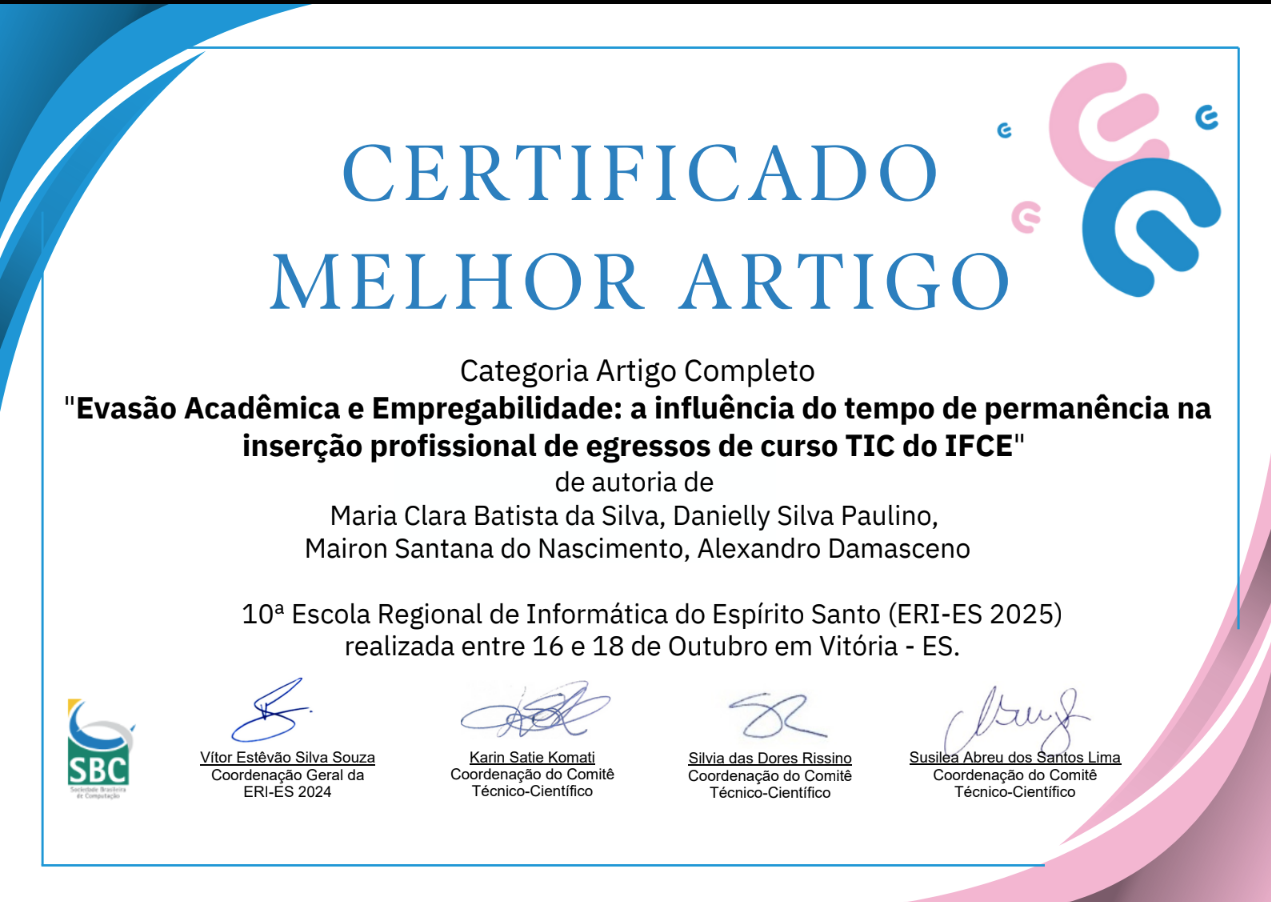 CERTIFICADO
MELHOR ARTIGO
Categoria Artigo Completo
"Evasão Acadêmica e Empregabilidade: a influência do tempo de permanência na
inserção profissional de egressos de curso TIC do IFCE"
de autoria de
Maria Clara Batista da Silva, Danielly Silva Paulino,
Mairon Santana do Nascimento, Alexandro Damasceno
10ª Escola Regional de Informática do Espírito Santo (ERI-ES 2025)
realizada entre 16 e 18 de Outubro em Vitória - ES.
SBC
Sociedade Brasileira
de Computação
Vítor Estêvão Silva Souza
Coordenação Geral da
ERI-ES 2024
Karin Satie Komati
Coordenação do Comitê
Técnico-Científico
Silvia das Dores Rissino
Coordenação do Comitê
Técnico-Científico
Susiléa Abreu dos Santos Lima
Coordenação do Comitê
Técnico-Científico